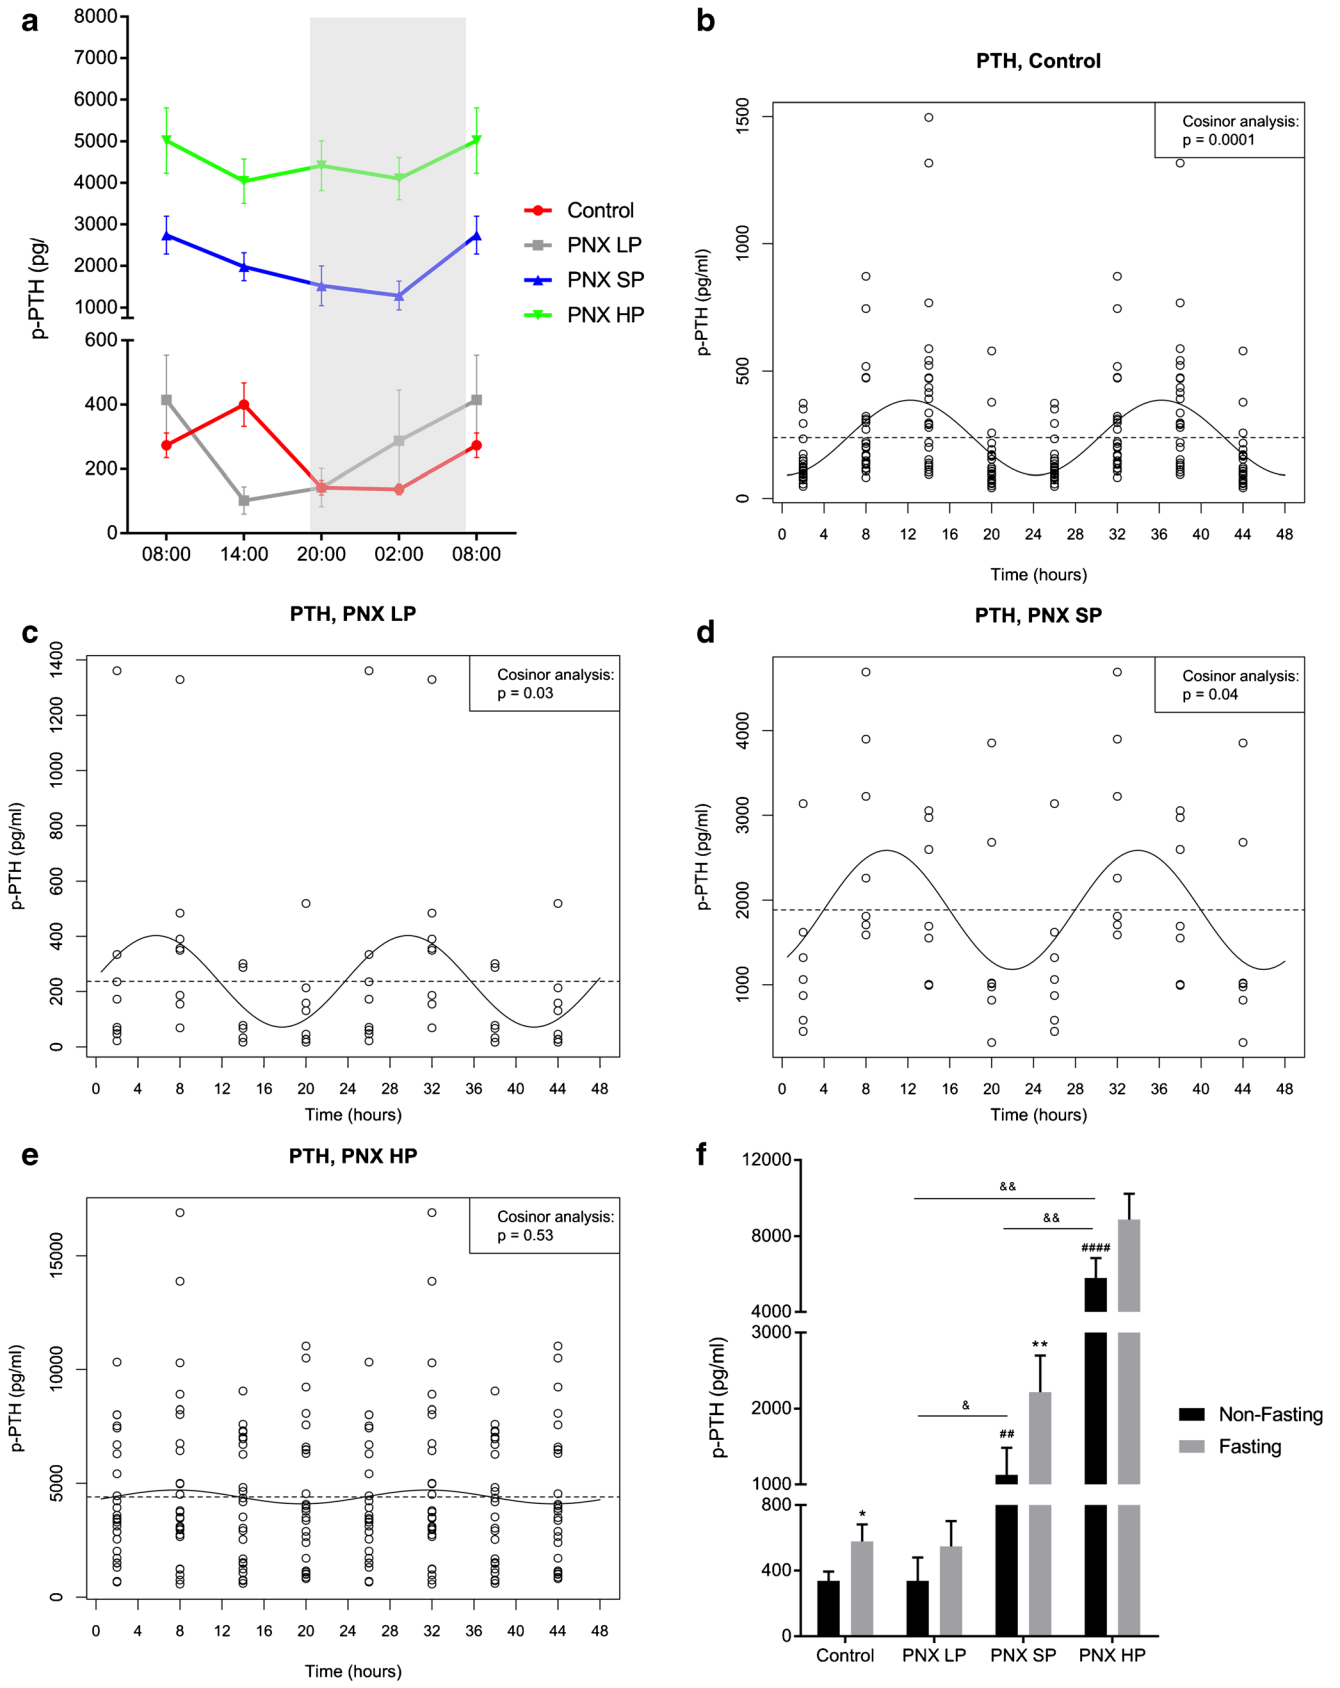 a
8000
7000
6000
5000
4000
3000
2000
1000
600
400
200
0
p-PTH (pg/
08:00 14:00 20:00 02:00 08:00
Control
PNX LP
PNX SP
PNX HP
b
PTH, Control
Cosinor analysis:
p = 0.0001
p-PTH (pg/ml)
1500
1000
500
0
0 4 8 12 16 20 24 28 32 36 40 44 48
Time (hours)
c
PTH, PNX LP
Cosinor analysis:
p = 0.03
p-PTH (pg/ml)
1400
1200
1000
800
600
400
200
0
0 4 8 12 16 20 24 28 32 36 40 44 48
Time (hours)
d
PTH, PNX SP
Cosinor analysis:
p = 0.04
p-PTH (pg/ml)
4000
3000
2000
1000
0 4 8 12 16 20 24 28 32 36 40 44 48
Time (hours)
e
PTH, PNX HP
Cosinor analysis:
p = 0.53
p-PTH (pg/ml)
15000
10000
5000
0
0 4 8 12 16 20 24 28 32 36 40 44 48
Time (hours)
f
12000
8000
4000
3000
2000
1000
800
400
0
p-PTH (pg/ml)
&&
&&
####
**
&
##
*
Control PNX LP PNX SP PNX HP
Non-Fasting
Fasting